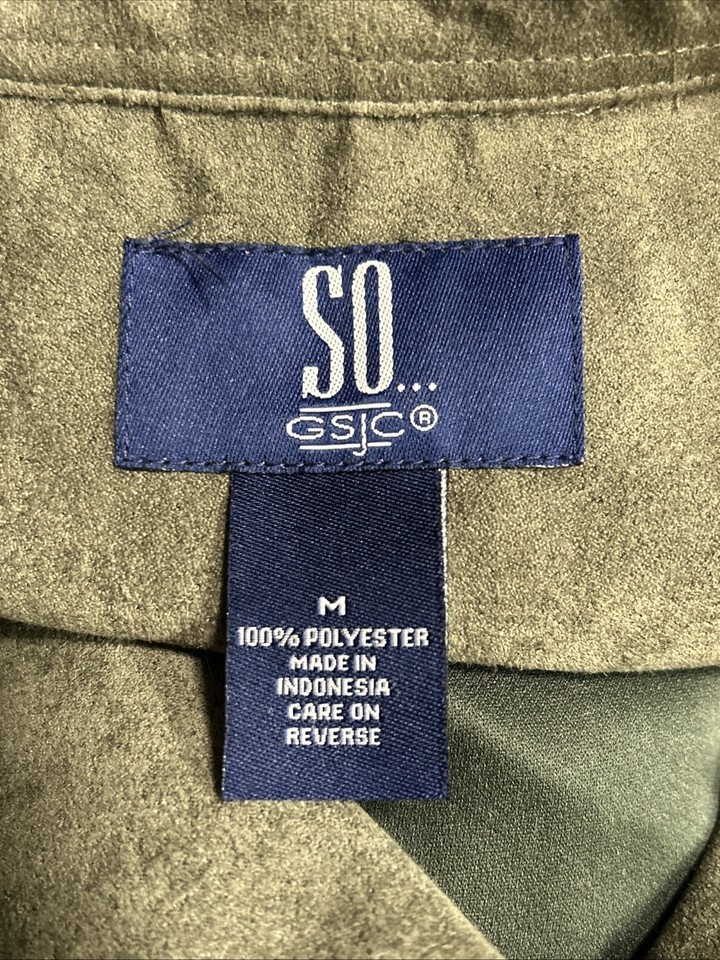 SO...
GSJC®
M
100% POLYESTER
MADE IN
INDONESIA
CARE ON
REVERSE